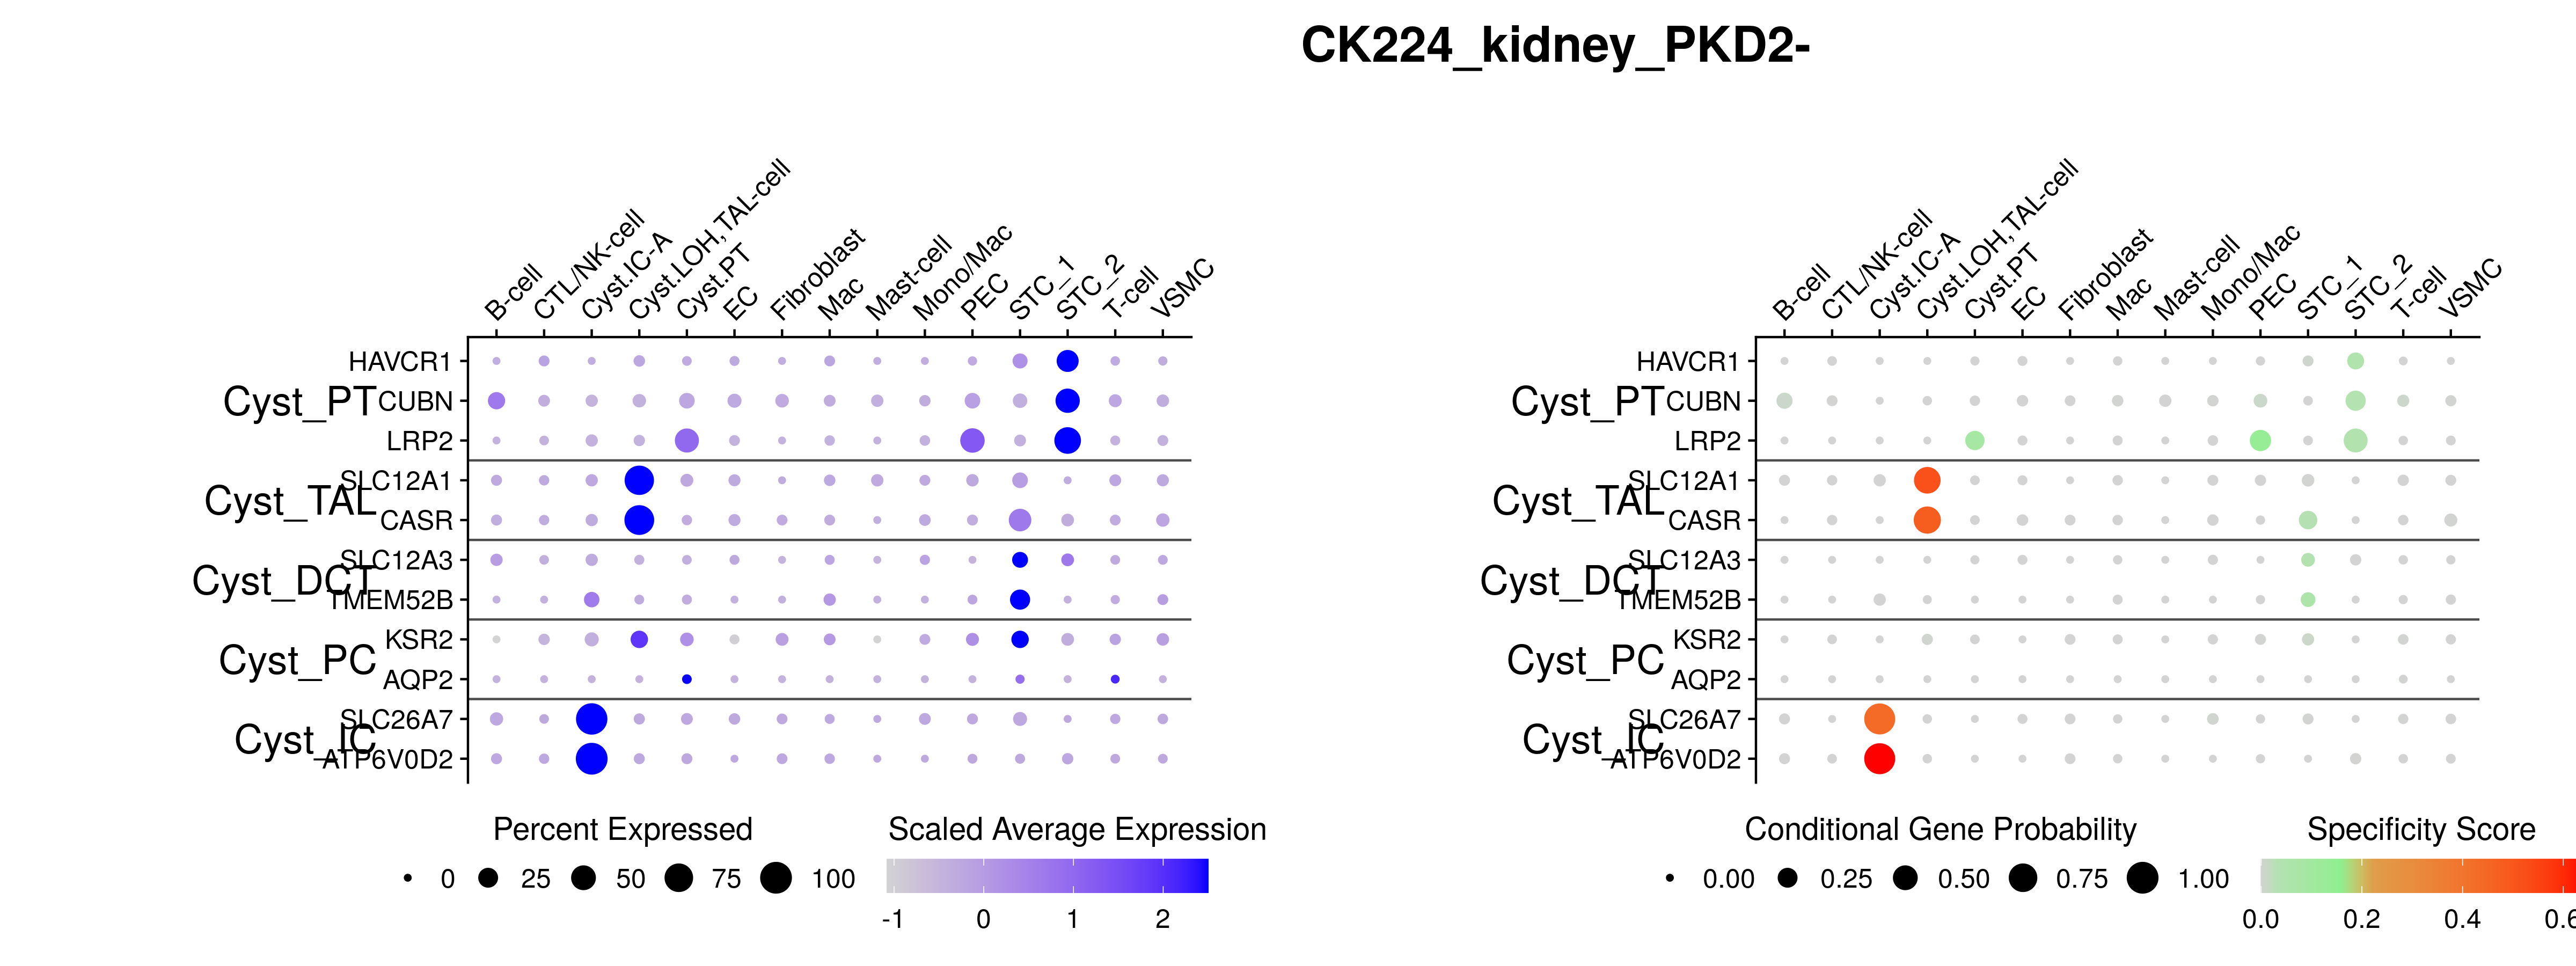 CK224_kidney_PKD2-
B-cell
CTL/NK-cell
Cyst.IC-A
Cyst.LOH,TAL-cell
Cyst.PT
EC
Fibroblast
Mac
Mast-cell
Mono/Mac
PEC
STC_1
STC_2
T-cell
VSMC
Cyst_PT
HAVCR1
CUBN
LRP2
Cyst_TAL
SLC12A1
CASR
Cyst_DCT
SLC12A3
TMEM52B
Cyst_PC
KSR2
AQP2
Cyst_IC
SLC26A7
ATP6V0D2
Percent Expressed
0 25 50 75 100
Scaled Average Expression
-1 0 1 2
B-cell
CTL/NK-cell
Cyst.IC-A
Cyst.LOH,TAL-cell
Cyst.PT
EC
Fibroblast
Mac
Mast-cell
Mono/Mac
PEC
STC_1
STC_2
T-cell
VSMC
Cyst_PT
HAVCR1
CUBN
LRP2
Cyst_TAL
SLC12A1
CASR
Cyst_DCT
SLC12A3
TMEM52B
Cyst_PC
KSR2
AQP2
Cyst_IC
SLC26A7
ATP6V0D2
Conditional Gene Probability
0.00 0.25 0.50 0.75 1.00
Specificity Score
0.0 0.2 0.4